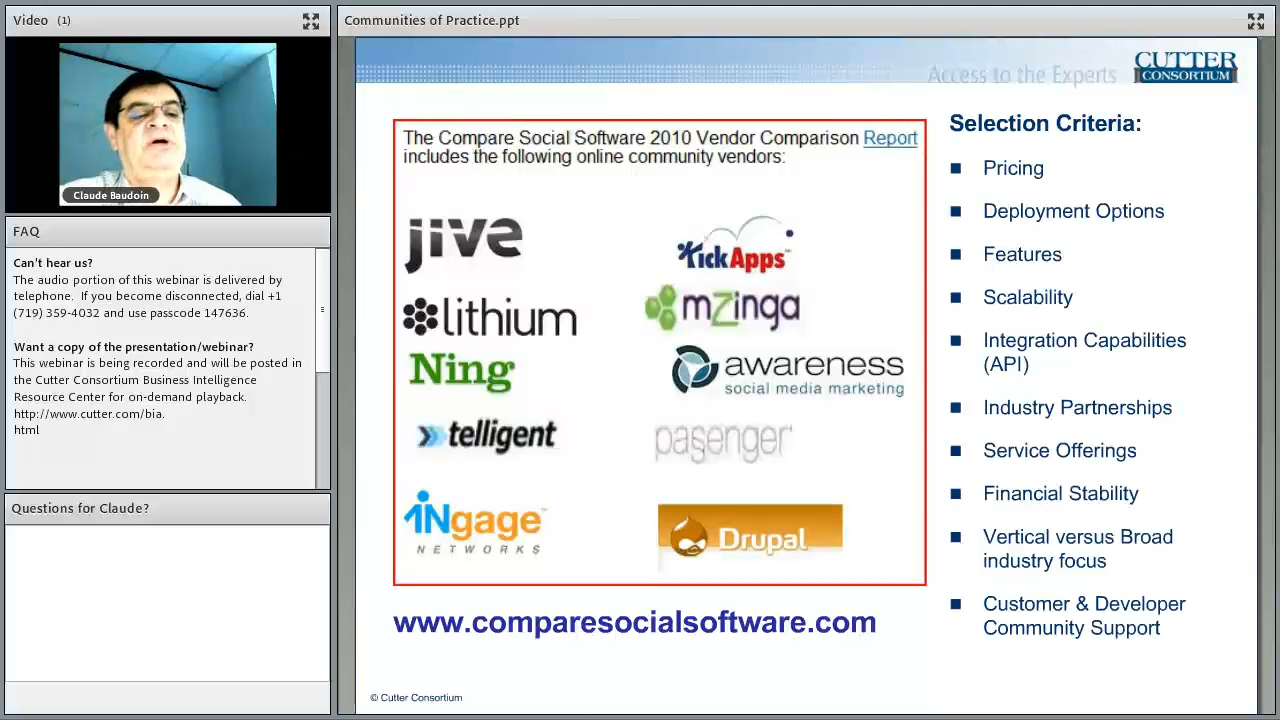 Video (1)
Claude Baudoin
FAQ
Can't hear us?
The audio portion of this webinar is delivered by
telephone. If you become disconnected, dial +1
(719) 359-4032 and use passcode 147636.
Want a copy of the presentation/webinar?
This webinar is being recorded and will be posted in
the Cutter Consortium Business Intelligence
Resource Center for on-demand playback.
http://www.cutter.com/bia.
html
Questions for Claude?
Communities of Practice.ppt
Access to the Experts
CUTTER
CONSORTIUM
The Compare Social Software 2010 Vendor Comparison Report
includes the following online community vendors:
jive
KickApps
lithium
mzinga
Ning
awareness
social media marketing
telligent
pasenger
iNgage
NETWORKS
Drupal
www.comparesocialsoftware.com
Selection Criteria:
Pricing
Deployment Options
Features
Scalability
Integration Capabilities
(API)
Industry Partnerships
Service Offerings
Financial Stability
Vertical versus Broad
industry focus
Customer & Developer
Community Support
© Cutter Consortium